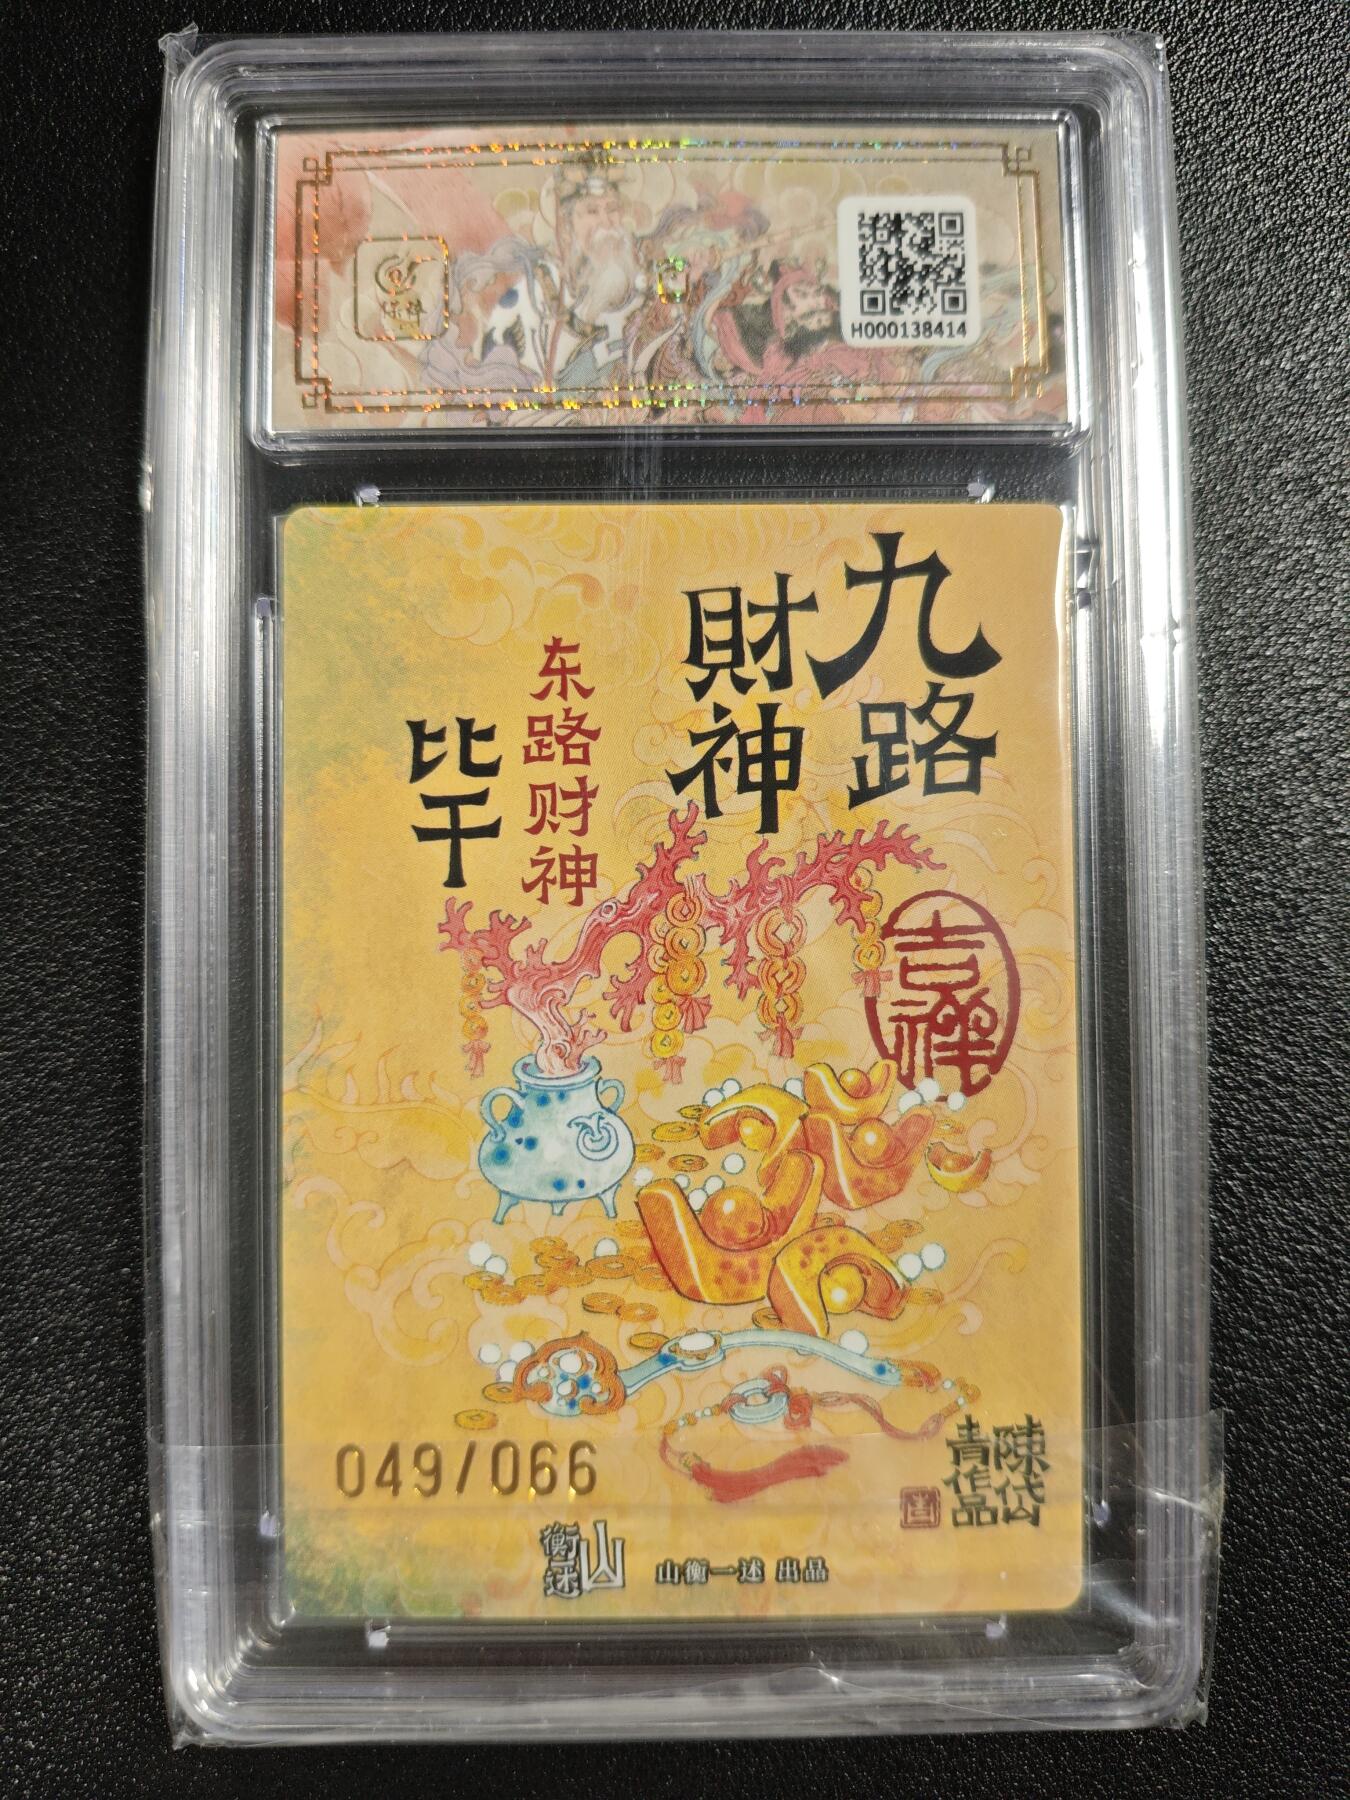 H000138414
九路
財神
东路财神
比干
吉祥
049/066
陳岱
青作品
山衡一述
山衡一述 出品